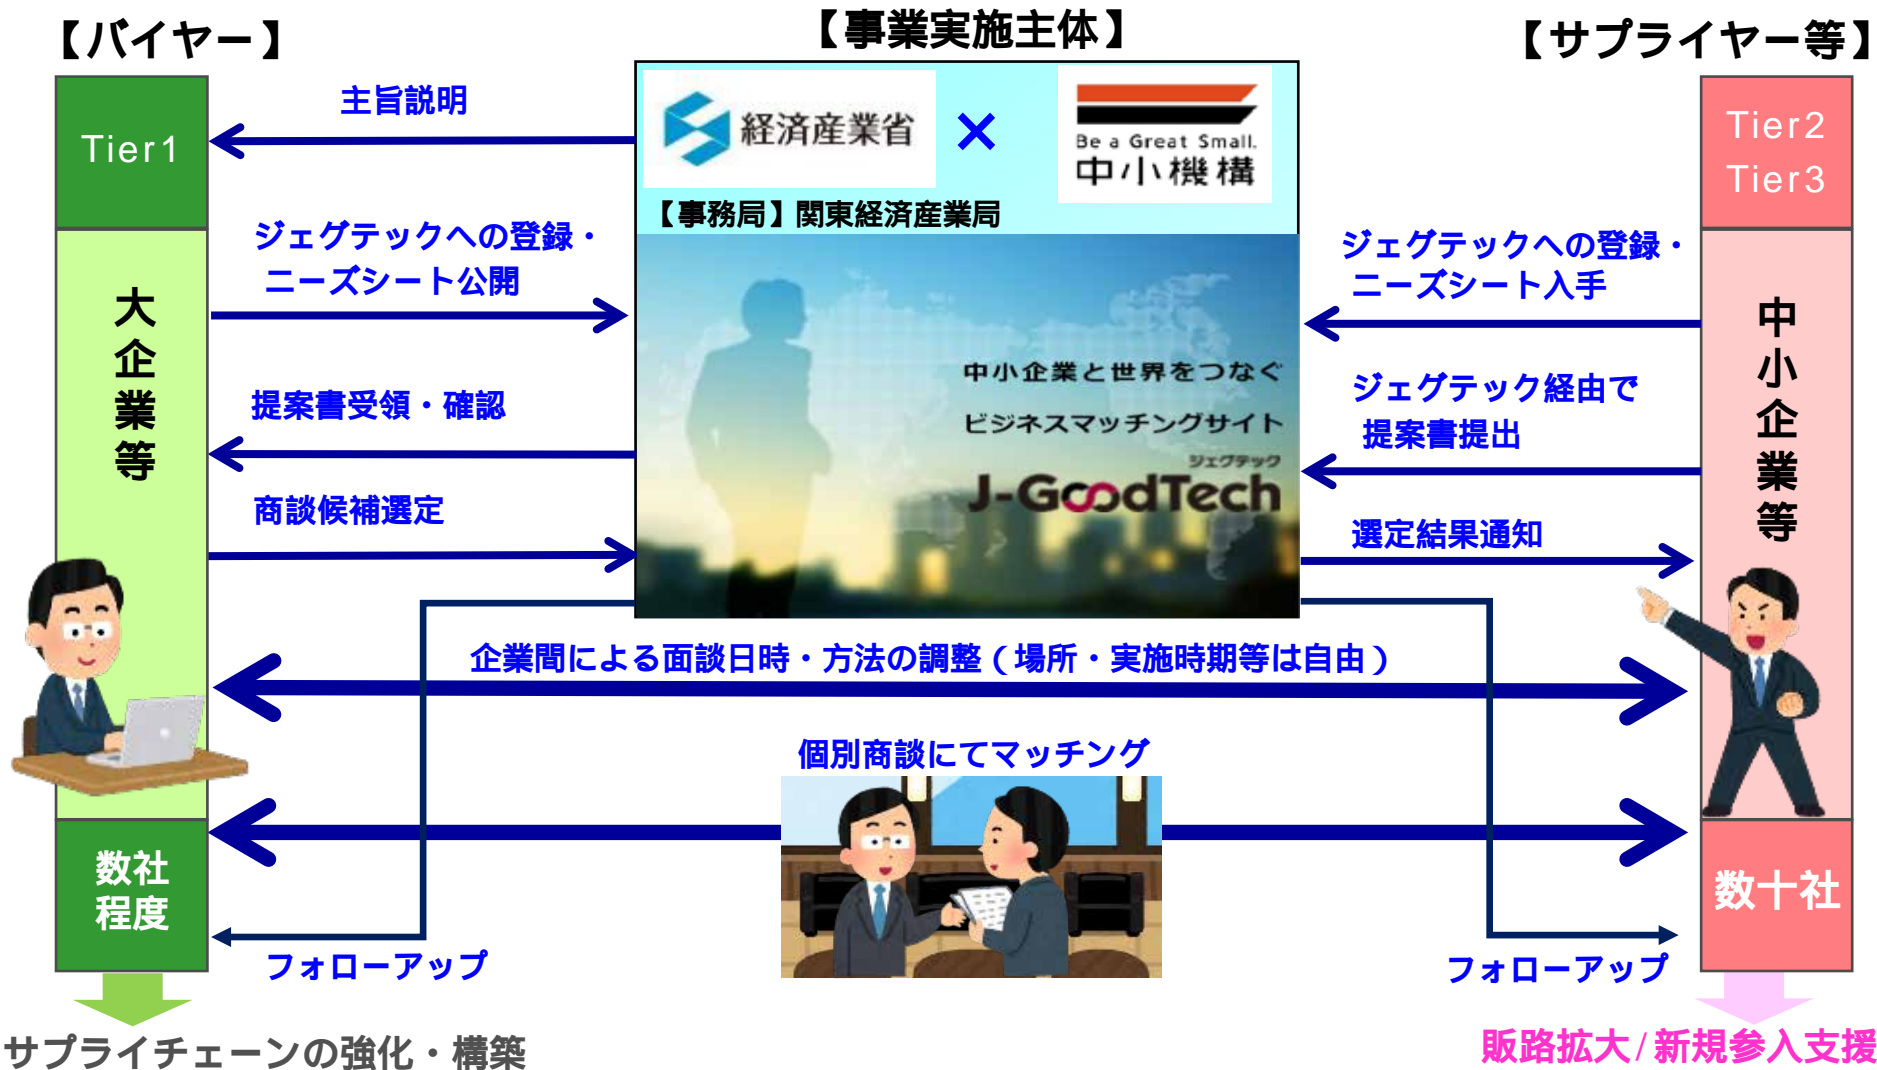 【バイヤー】
【事業実施主体】
【サプライヤー等】
Tier1
大企業等
数社
程度
サプライチェーンの強化・構築
主旨説明
ジェグテックへの登録・
ニーズシート公開
提案書受領・確認
商談候補選定
経済産業省
×
Be a Great Small.
中小機構
【事務局】関東経済産業局
中小企業と世界をつなぐ
ビジネスマッチングサイト
ジェグテック
J-GoodTech
ジェグテックへの登録・
ニーズシート入手
ジェグテック経由で
提案書提出
選定結果通知
Tier2
Tier3
中小企業等
数十社
企業間による面談日時・方法の調整(場所・実施時期等は自由)
個別商談にてマッチング
フォローアップ
フォローアップ
販路拡大/新規参入支援